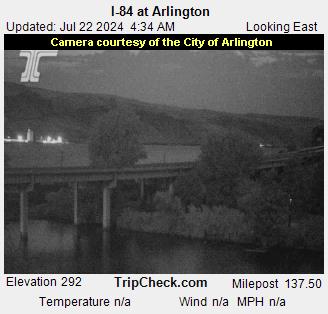 I-84 at Arlington
Updated: Jul 22 2024 4:34 AM Looking East
Camera courtesy of the City of Arlington
Elevation 292 TripCheck.com Milepost 137.50
Temperature n/a Wind n/a MPH n/a